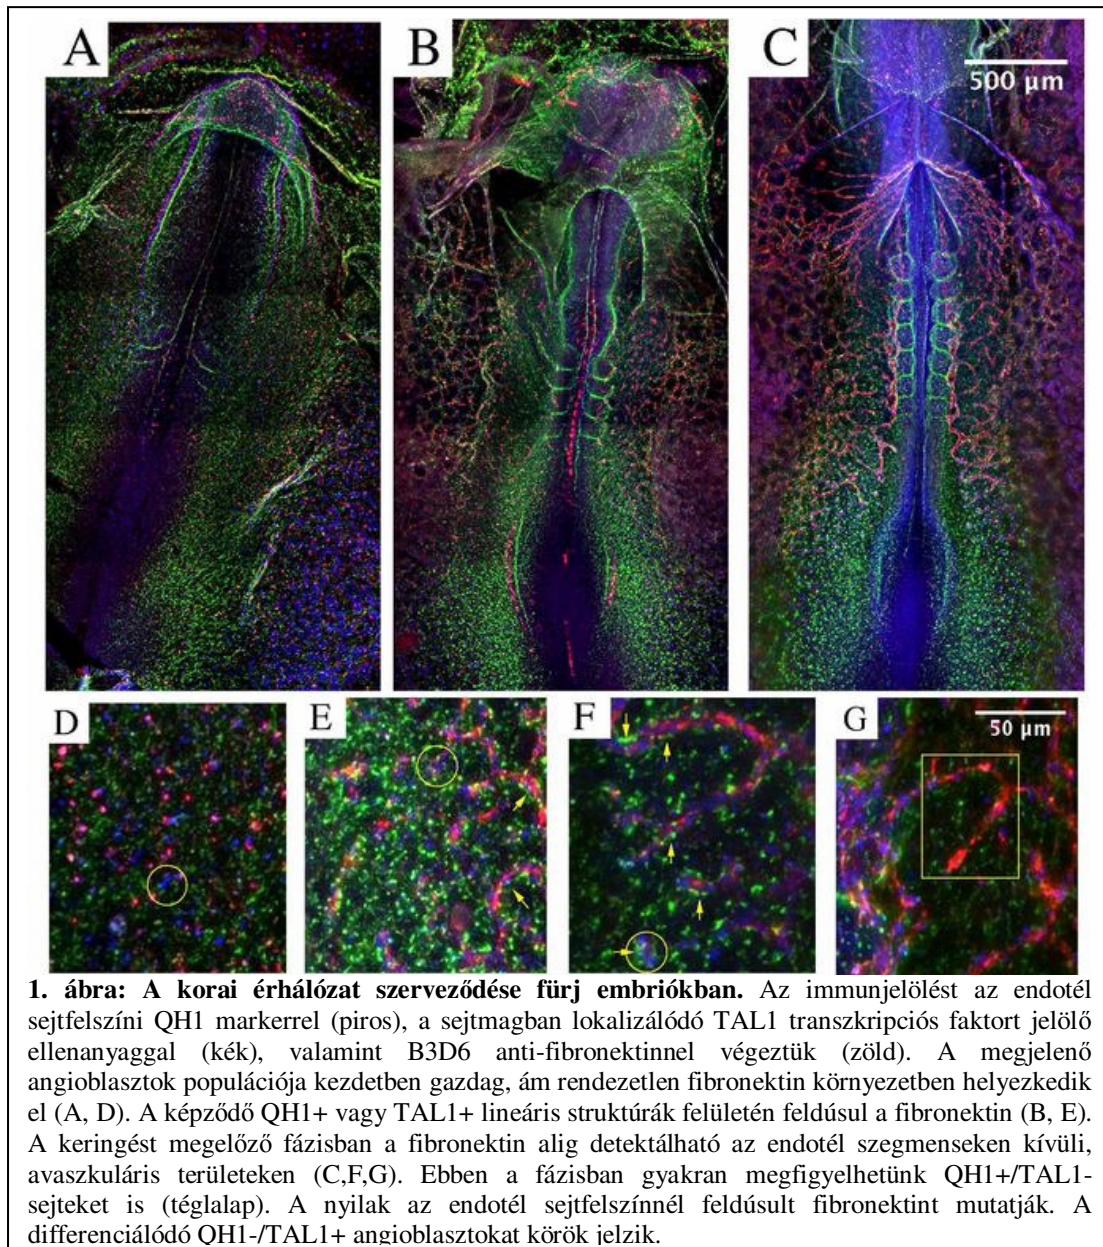 A
B
C
500 µm
D
E
F
G
50 µm
1. ábra: A korai érhálózat szerveződése fürj embriókban. Az immunjelölést az endotél
sejtfelszíni QH1 markerrel (piros), a sejtmagban lokalizálódó TAL1 transzkripciós faktort jelölő
ellenanyaggal (kék), valamint B3D6 anti-fibronektinnel végeztük (zöld). A megjelenő
angioblasztok populációja kezdetben gazdag, ám rendezetlen fibronektin környezetben helyezkedik
el (A, D). A képződő QH1+ vagy TAL1+ lineáris struktúrák felületén feldúsul a fibronektin (B, E).
A keringést megelőző fázisban a fibronektin alig detektálható az endotél szegmenseken kívüli,
avaszkuláris területeken (C,F,G). Ebben a fázisban gyakran megfigyelhetünk QH1+/TAL1-
sejteket is (téglalap). A nyilak az endotél sejtfelszínnél feldúsult fibronektint mutatják. A
differenciálódó QH1-/TAL1+ angioblasztokat körök jelzik.